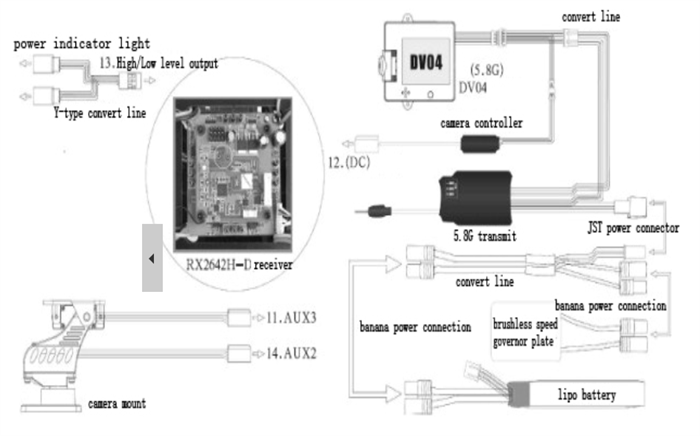 power indicator light
13.High/Low level output
Y-type convert line
RX2642H-D receiver
11.AUX3
14.AUX2
camera mount
convert line
DV04
(5.8G)
DV04
camera controller
12.(DC)
5.8G transmit
JST power connector
convert line
banana power connection
banana power connection
brushless speed
governor plate
lipo battery